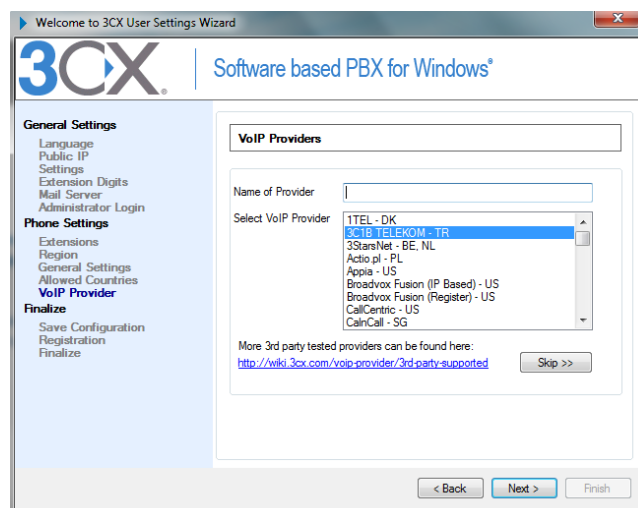 Welcome to 3CX User Settings Wizard
3CX.
Software based PBX for Windows®
General Settings
Language
Public IP
Settings
Extension Digits
Mail Server
Administrator Login
Phone Settings
Extensions
Region
General Settings
Allowed Countries
VoIP Provider
Finalize
Save Configuration
Registration
Finalize
VoIP Providers
Name of Provider
Select VoIP Provider
1TEL - DK
3C1B TELEKOM - TR
3StarsNet - BE, NL
Actio.pl - PL
Appia - US
Broadvox Fusion (IP Based) - US
Broadvox Fusion (Register) - US
CallCentric - US
CalnCall - SG
More 3rd party tested providers can be found here:
http://wiki.3cx.com/voip-provider/3rd-party-supported
Skip >>
< Back
Next >
Finish